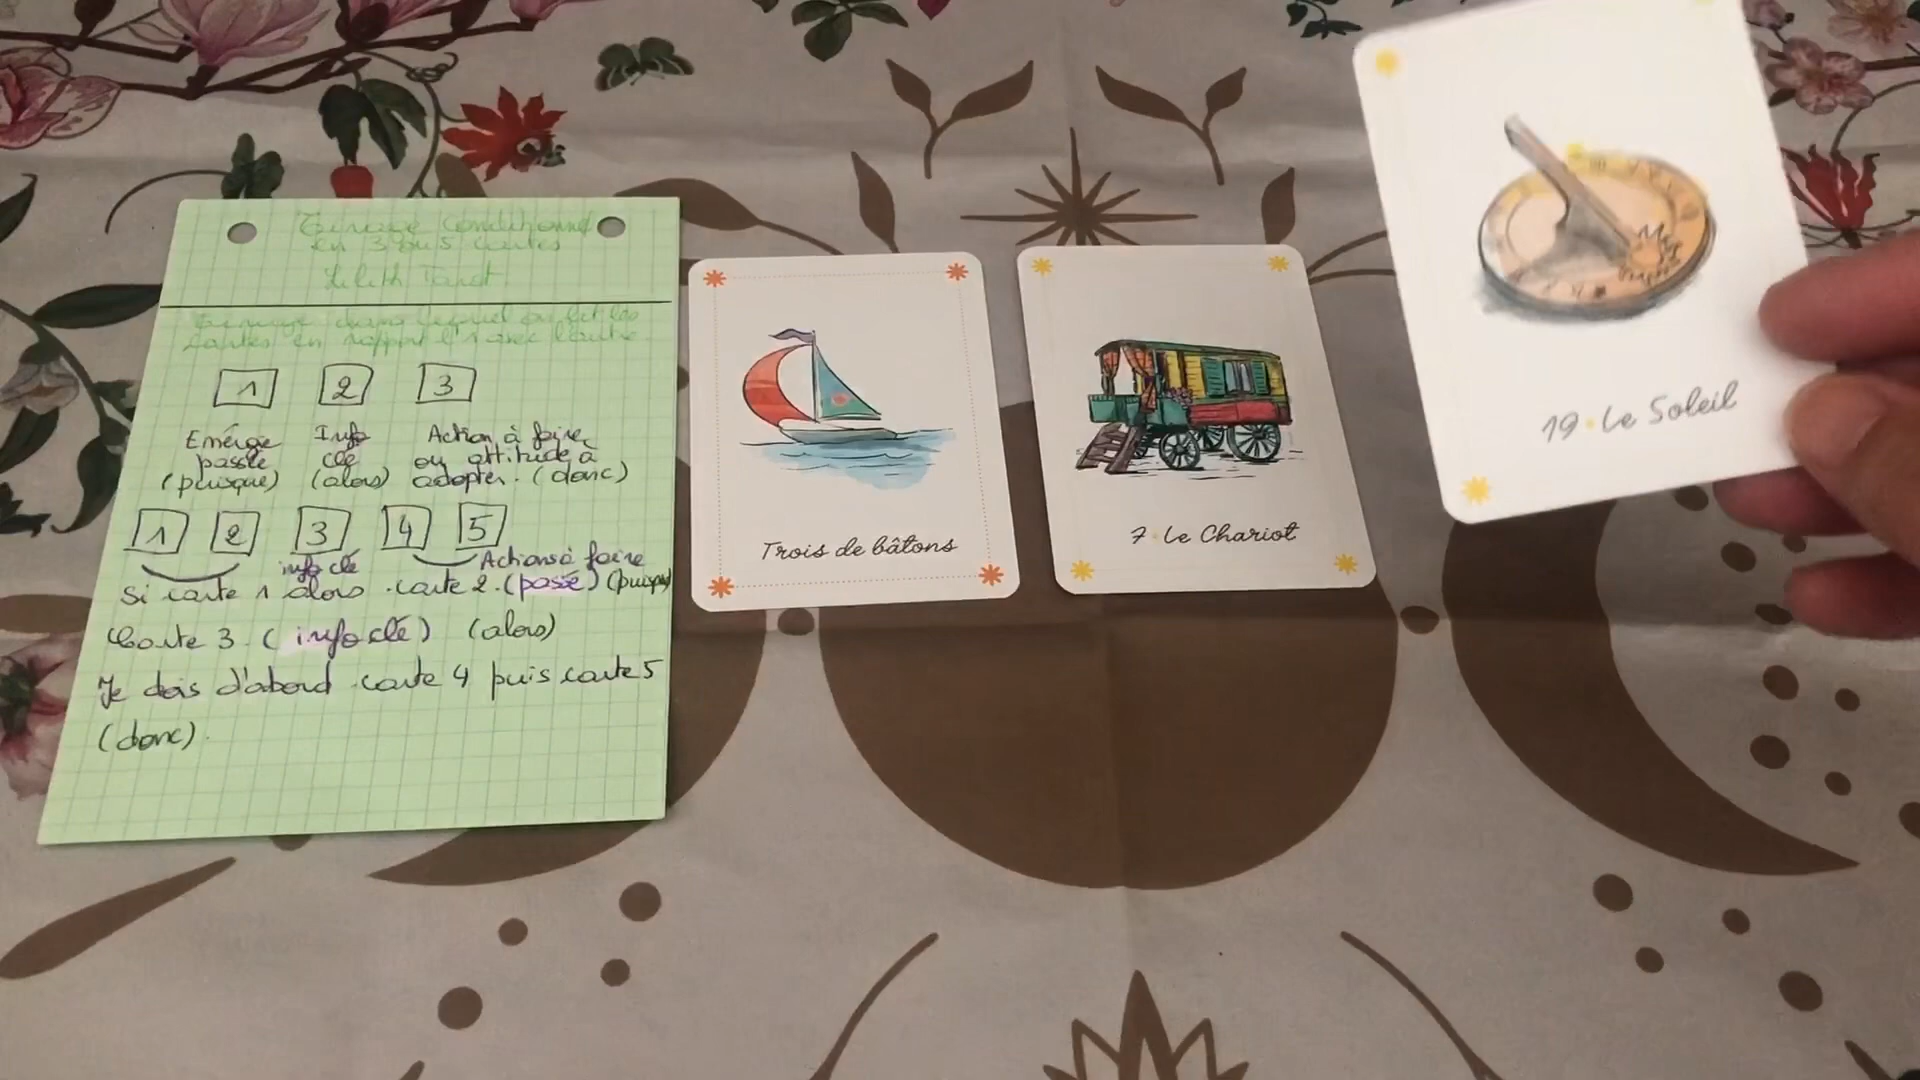 Tirage Conditionnel
en 3 ou 5 cartes
Lilith Tarot
Tirage dans lequel on lit les
cartes en rapport l'1 avec l'autre.
1 2 3
Emérge Info Action à faire
passée clé ou attitude à
(puisque) (alors) adopter. (donc)
1 2 3 4 5
info clé Actions à faire
Si carte 1 alors carte 2. (passé) (puisq
Carte 3 (info clé) (alors)
Je dois d'abord carte 4 puis carte 5
(donc).
Trois de bâtons
7 • Le Chariot
19 • Le Soleil